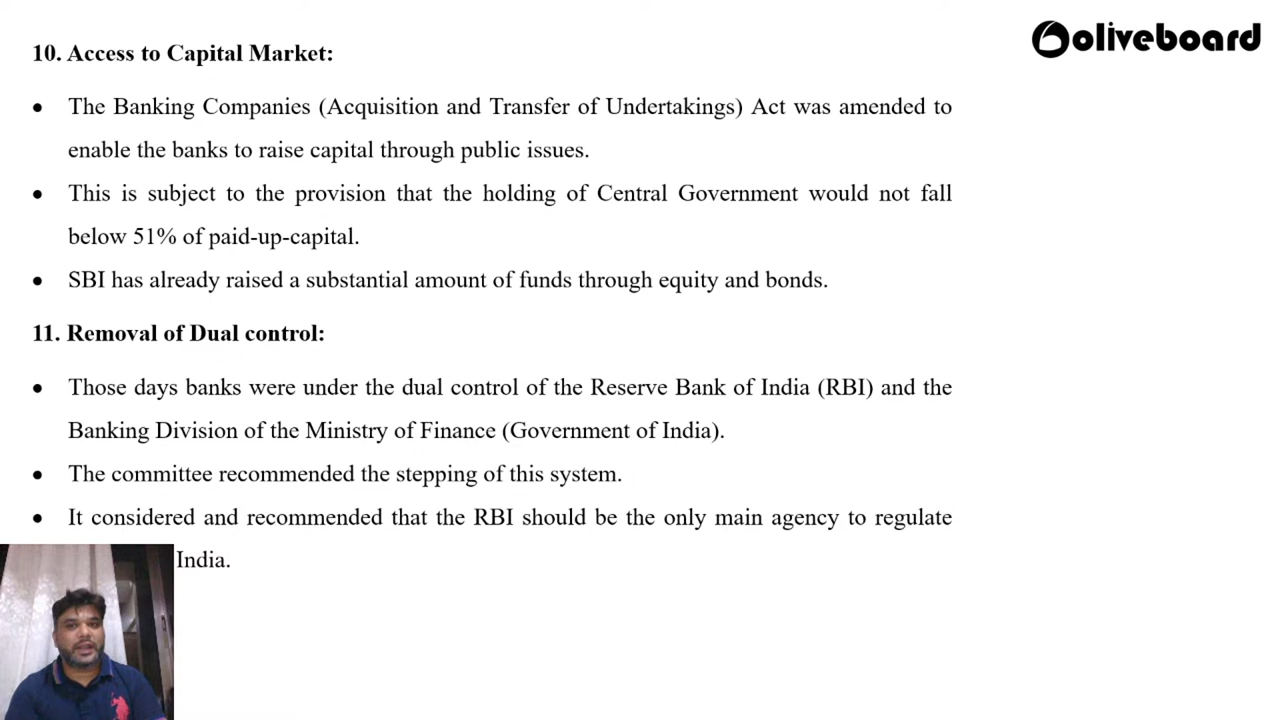 oliveboard
10. Access to Capital Market:
• The Banking Companies (Acquisition and Transfer of Undertakings) Act was amended to
enable the banks to raise capital through public issues.
• This is subject to the provision that the holding of Central Government would not fall
below 51% of paid-up-capital.
• SBI has already raised a substantial amount of funds through equity and bonds.
11. Removal of Dual control:
• Those days banks were under the dual control of the Reserve Bank of India (RBI) and the
Banking Division of the Ministry of Finance (Government of India).
• The committee recommended the stepping of this system.
• It considered and recommended that the RBI should be the only main agency to regulate
India.